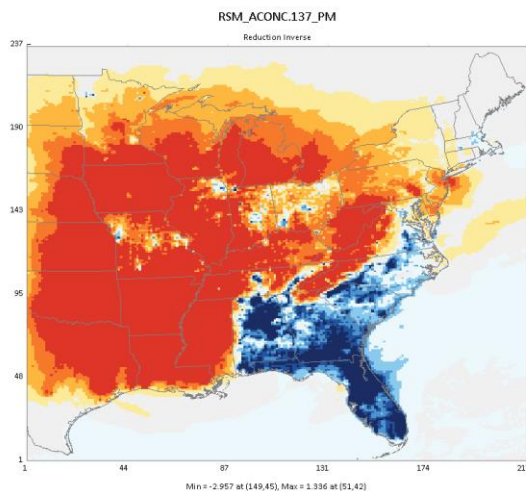 RSM_ACONC.137_PM
Reduction Inverse
237
190
143
95
48
1
1 44 87 131 174 217
Min = -2.957 at (149,45), Max = 1.336 at (51,42)